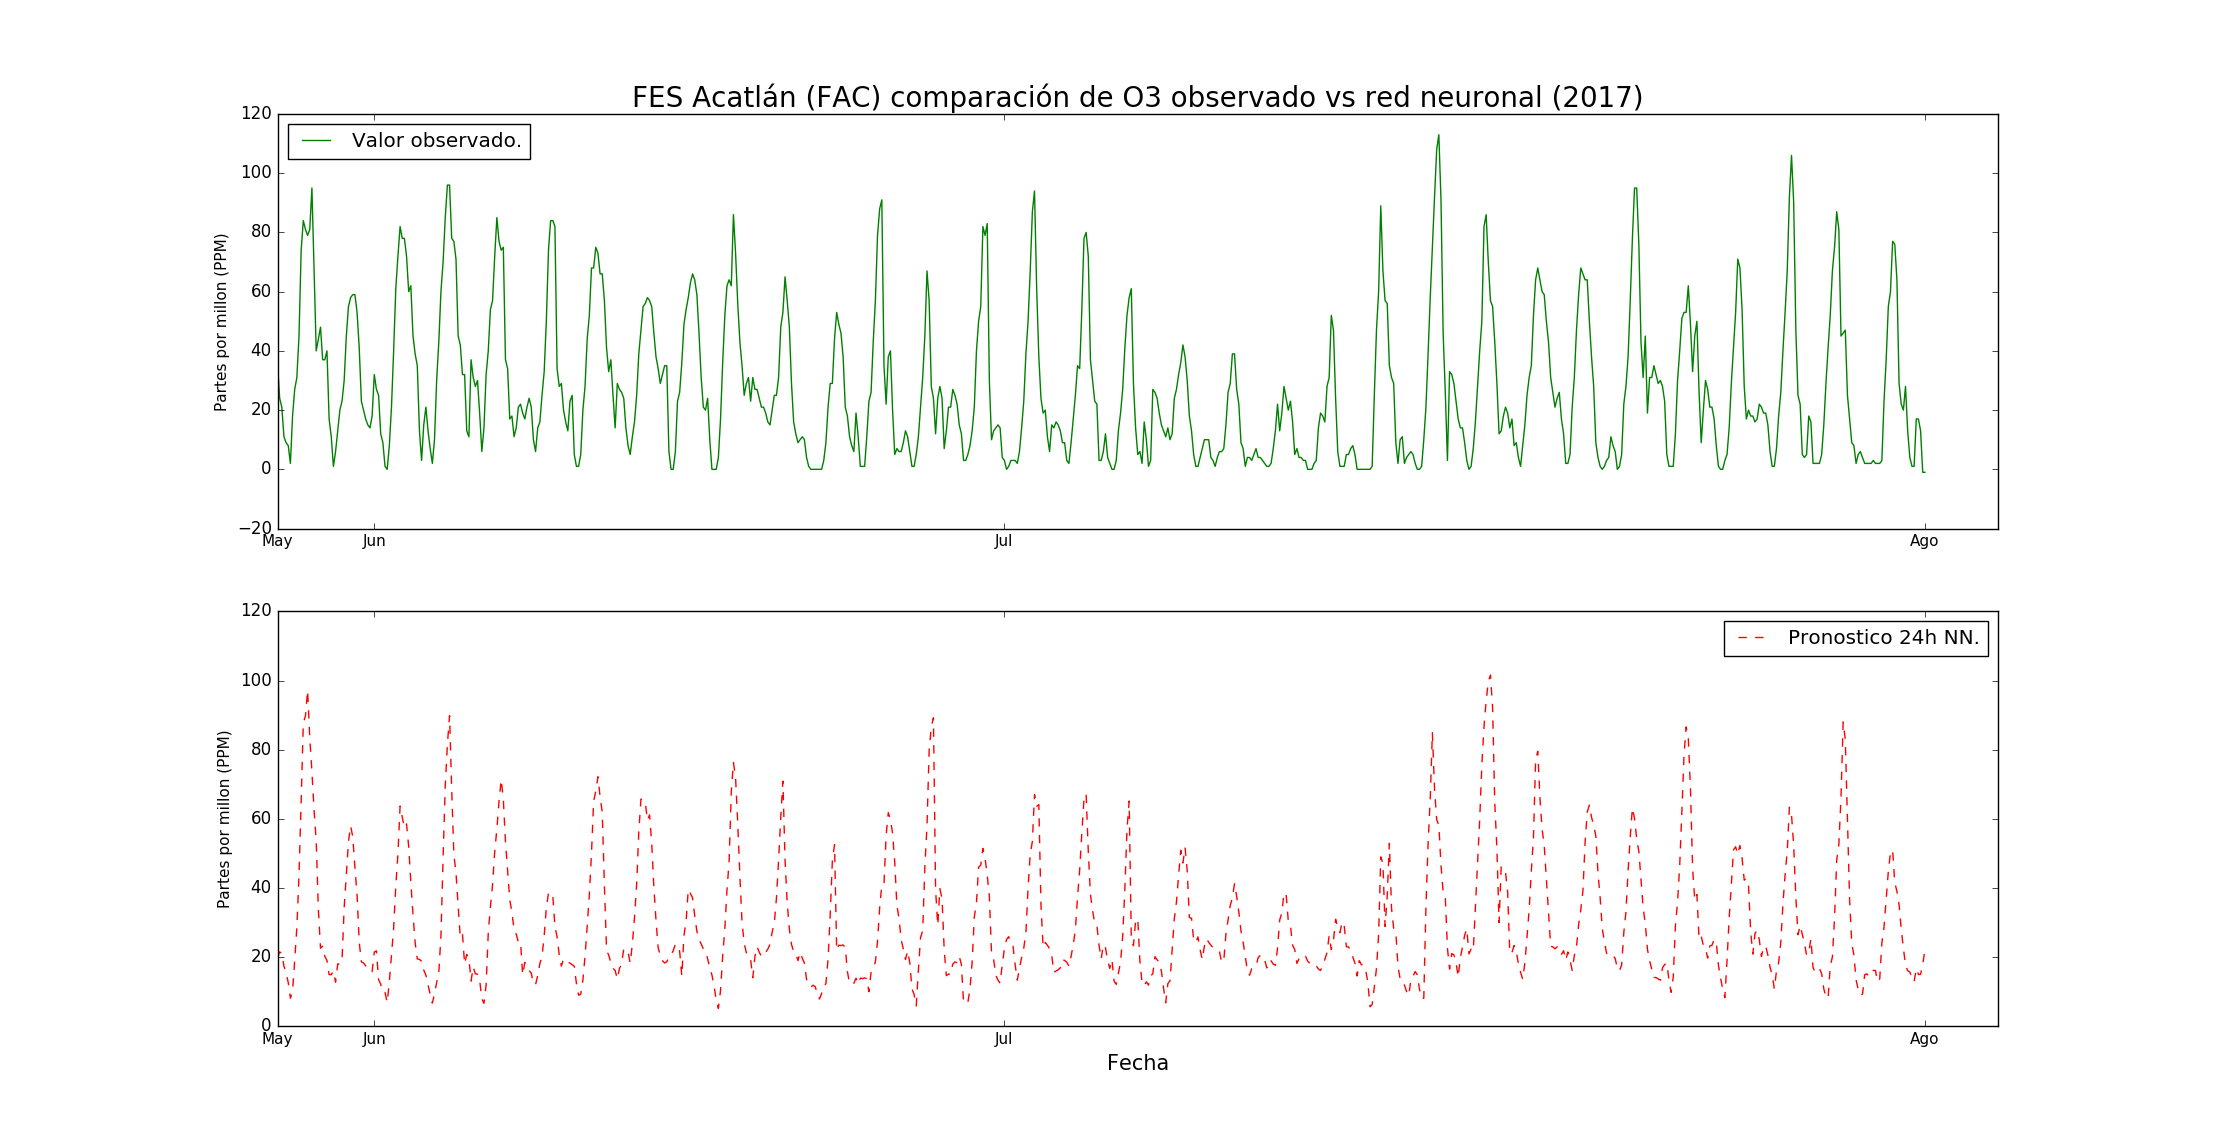 FES Acatlán (FAC) comparación de O3 observado vs red neuronal (2017)
120
100
80
60
40
20
0
−20
Partes por millon (PPM)
Valor observado.
May Jun Jul Ago
120
100
80
60
40
20
0
Partes por millon (PPM)
Pronostico 24h NN.
May Jun Jul Ago
Fecha